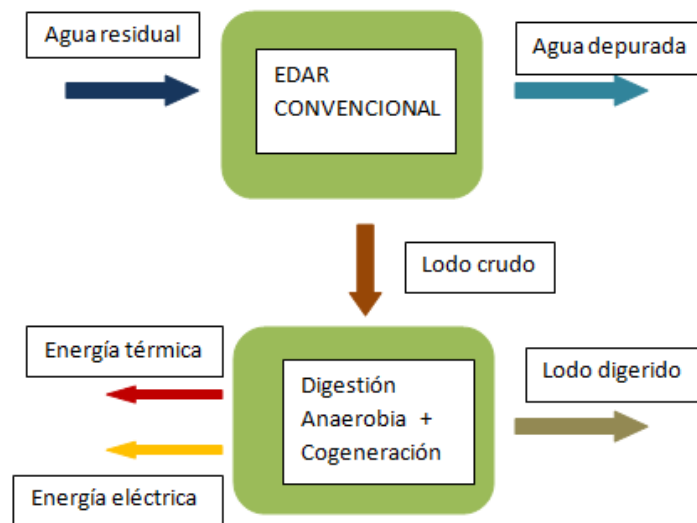 Agua residual
EDAR
CONVENCIONAL
Agua depurada
Lodo crudo
Energía térmica
Digestión
Anaerobia +
Cogeneración
Lodo digerido
Energía eléctrica